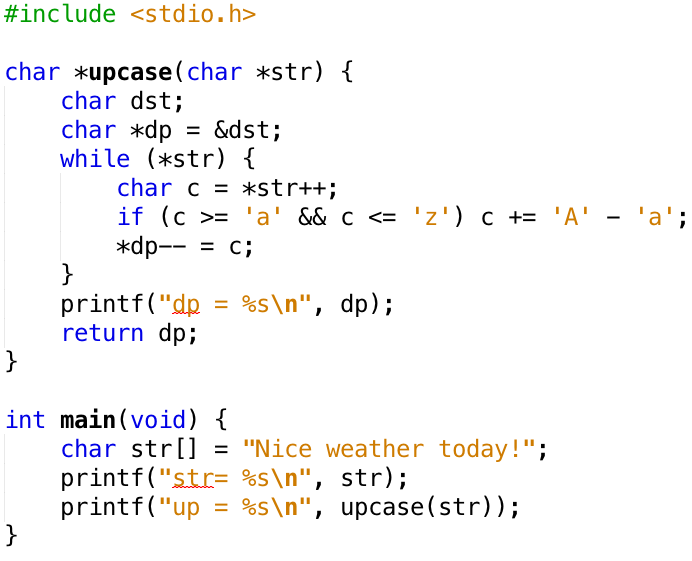 #include <stdio.h>

char *upcase(char *str) {
    char dst;
    char *dp = &dst;
    while (*str) {
        char c = *str++;
        if (c >= 'a' && c <= 'z') c += 'A' - 'a';
        *dp-- = c;
    }
    printf("dp = %s\n", dp);
    return dp;
}

int main(void) {
    char str[] = "Nice weather today!";
    printf("str= %s\n", str);
    printf("up = %s\n", upcase(str));
}